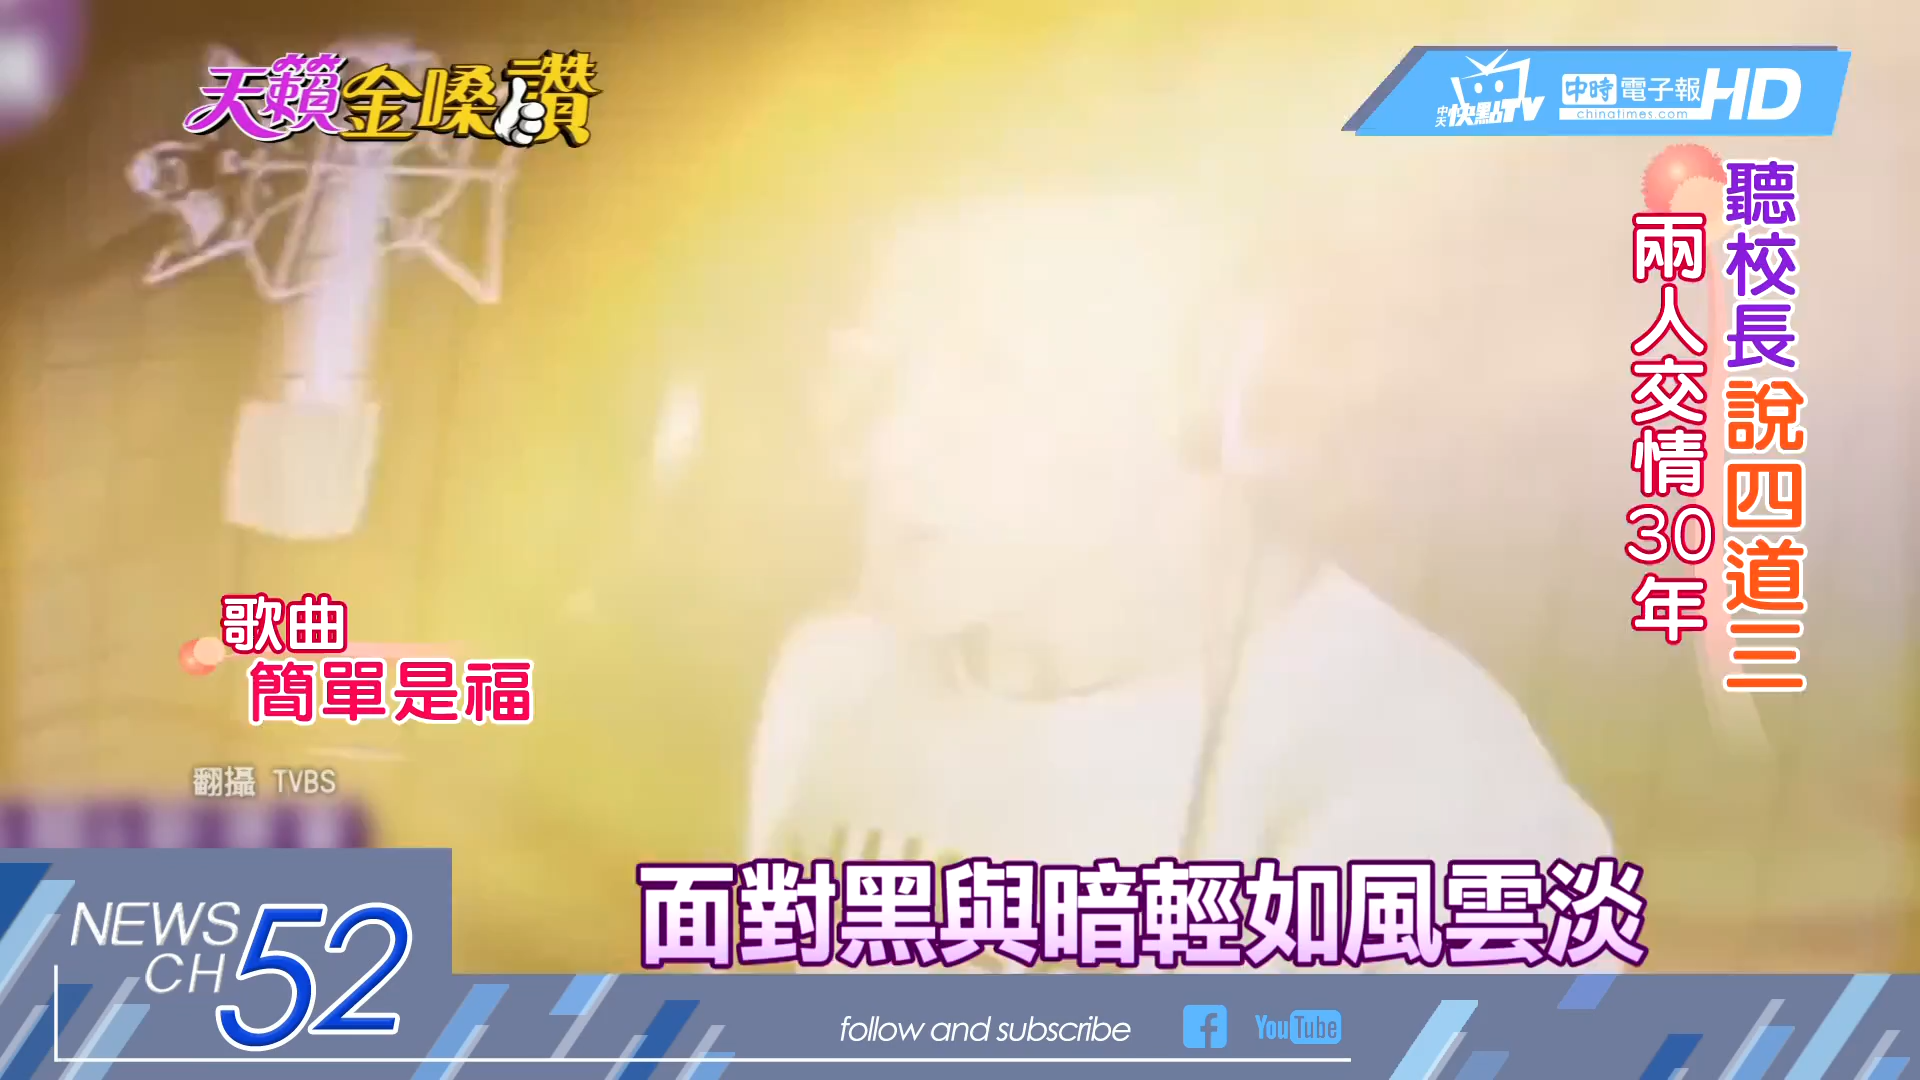 天籟金嗓讚
中天快點TV
中時電子報HD
chinatimes.com
聽校長說四道三
兩人交情30年
歌曲
簡單是福
翻攝 TVBS
面對黑與暗輕如風雲淡
NEWS
CH
52
follow and subscribe
YouTube